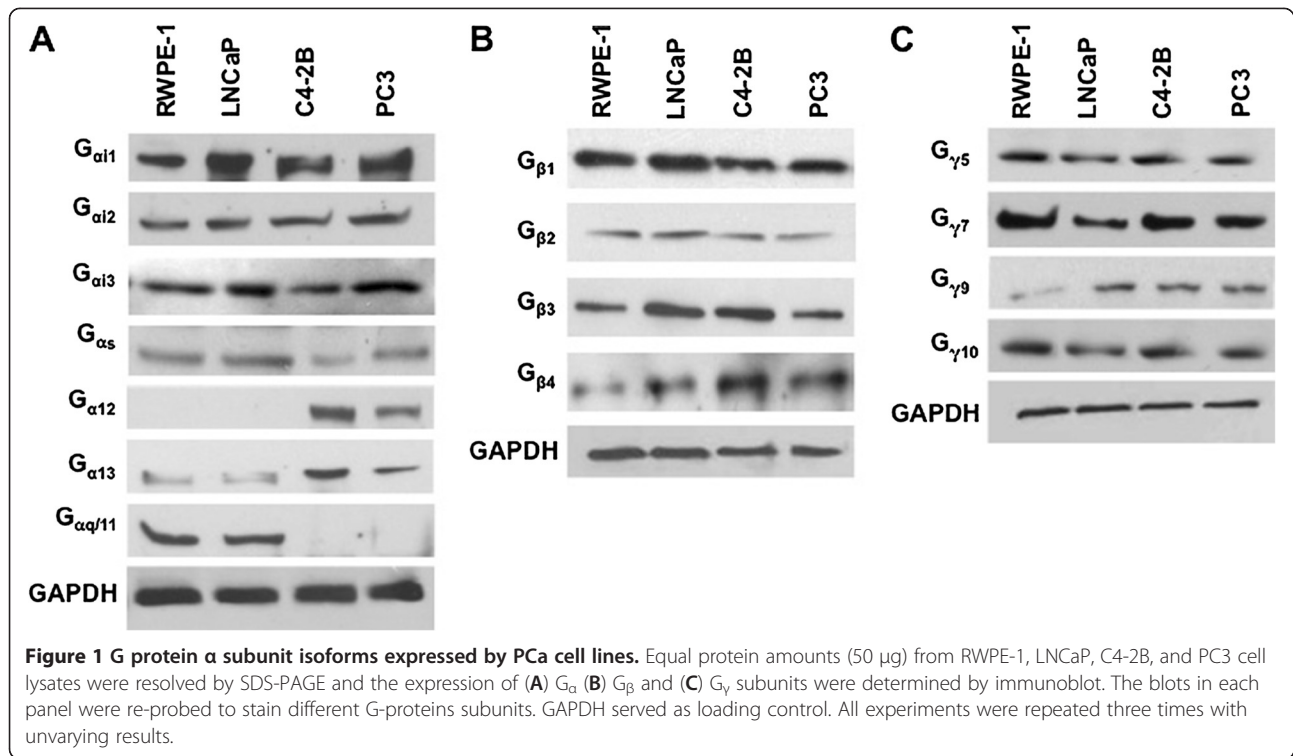 A
RWPE-1 LNCaP C4-2B PC3
Gαi1
Gαi2
Gαi3
Gαs
Gα12
Gα13
Gαq/11
GAPDH
B
RWPE-1 LNCaP C4-2B PC3
Gβ1
Gβ2
Gβ3
Gβ4
GAPDH
C
RWPE-1 LNCaP C4-2B PC3
Gγ5
Gγ7
Gγ9
Gγ10
GAPDH
Figure 1 G protein α subunit isoforms expressed by PCa cell lines. Equal protein amounts (50 μg) from RWPE-1, LNCaP, C4-2B, and PC3 cell
lysates were resolved by SDS-PAGE and the expression of (A) Gα (B) Gβ and (C) Gγ subunits were determined by immunoblot. The blots in each
panel were re-probed to stain different G-proteins subunits. GAPDH served as loading control. All experiments were repeated three times with
unvarying results.